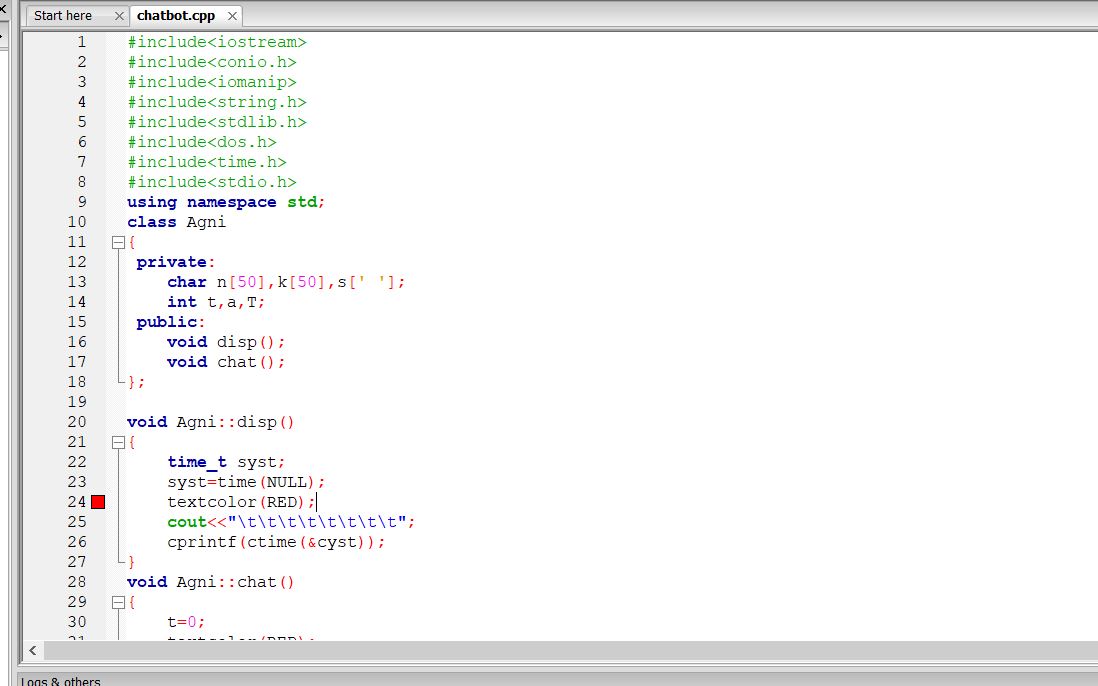 Start here
chatbot.cpp
1 #include<iostream>
2 #include<conio.h>
3 #include<iomanip>
4 #include<string.h>
5 #include<stdlib.h>
6 #include<dos.h>
7 #include<time.h>
8 #include<stdio.h>
9 using namespace std;
10 class Agni
11 {
12 private:
13 char n[50],k[50],s[' '];
14 int t,a,T;
15 public:
16 void disp();
17 void chat();
18 };
19
20 void Agni::disp()
21 {
22 time_t syst;
23 syst=time(NULL);
24 textcolor(RED);
25 cout<<"\t\t\t\t\t\t\t\t";
26 cprintf(ctime(&cyst));
27 }
28 void Agni::chat()
29 {
30 t=0;
31 textcolor(RED);
Logs & others